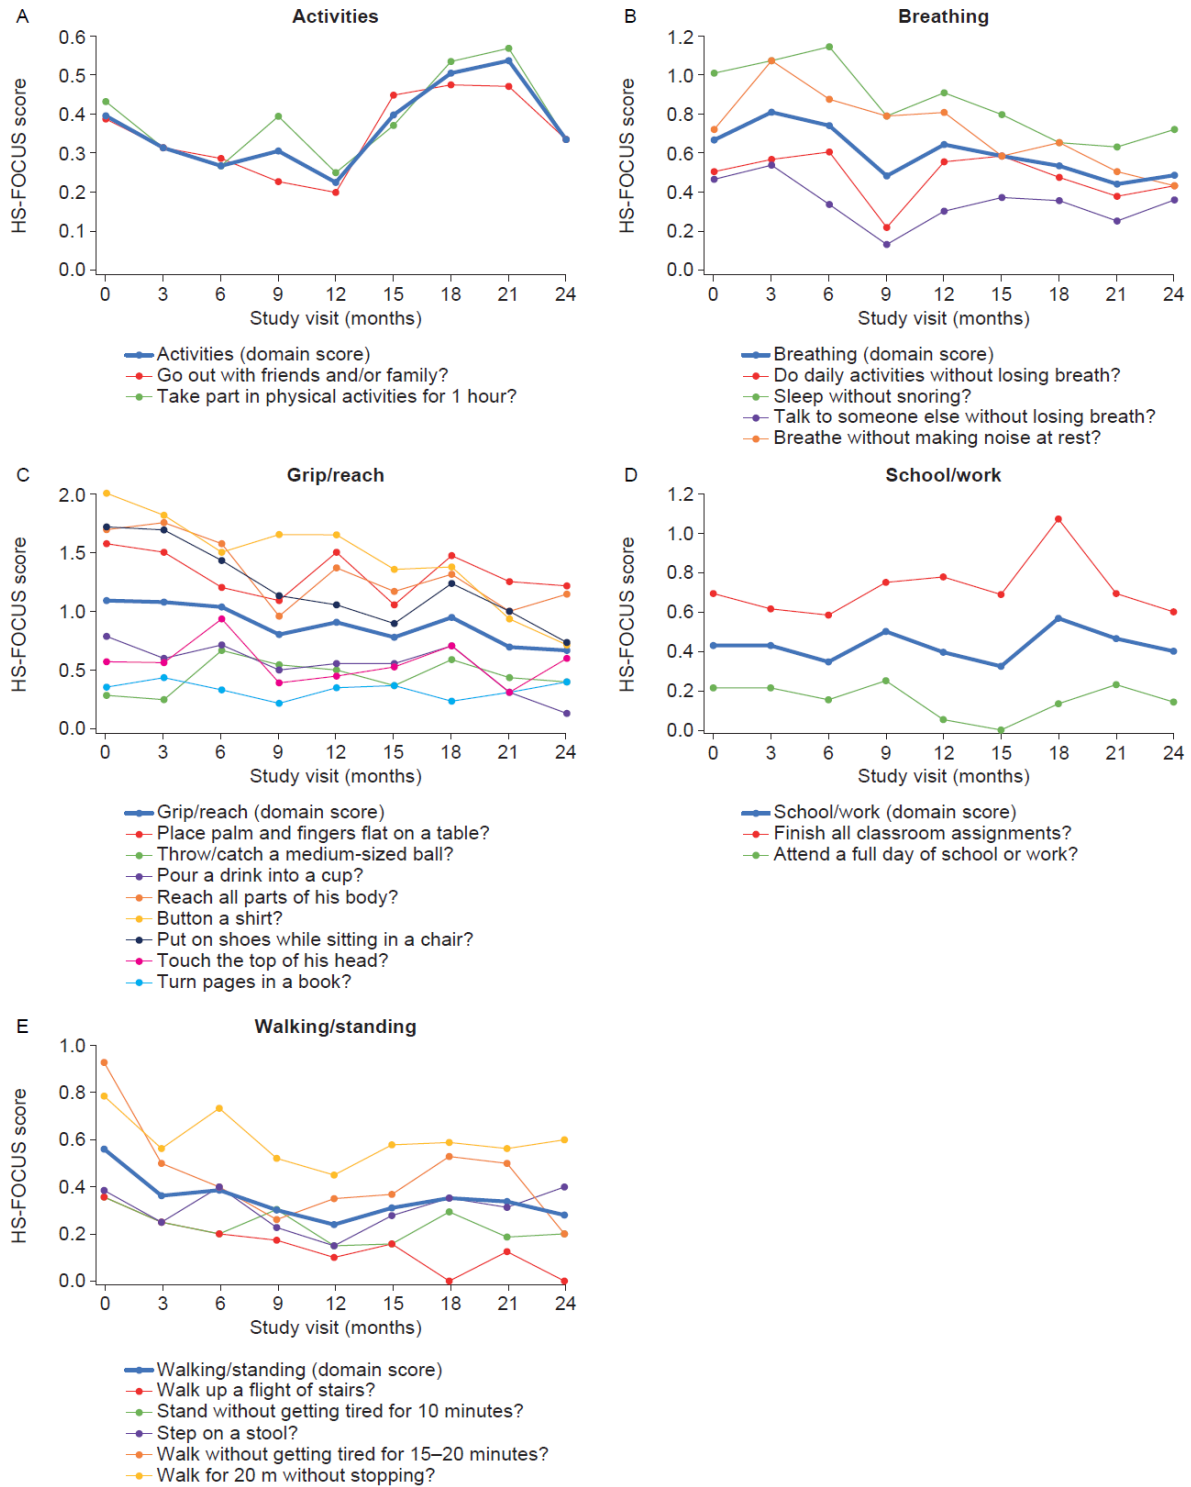 A
Activities
HS-FOCUS score
0.6
0.5
0.4
0.3
0.2
0.1
0.0
0 3 6 9 12 15 18 21 24
Study visit (months)
Activities (domain score)
Go out with friends and/or family?
Take part in physical activities for 1 hour?
B
Breathing
HS-FOCUS score
1.2
1.0
0.8
0.6
0.4
0.2
0.0
0 3 6 9 12 15 18 21 24
Study visit (months)
Breathing (domain score)
Do daily activities without losing breath?
Sleep without snoring?
Talk to someone else without losing breath?
Breathe without making noise at rest?
C
Grip/reach
HS-FOCUS score
2.0
1.5
1.0
0.5
0.0
0 3 6 9 12 15 18 21 24
Study visit (months)
Grip/reach (domain score)
Place palm and fingers flat on a table?
Throw/catch a medium-sized ball?
Pour a drink into a cup?
Reach all parts of his body?
Button a shirt?
Put on shoes while sitting in a chair?
Touch the top of his head?
Turn pages in a book?
D
School/work
HS-FOCUS score
1.2
1.0
0.8
0.6
0.4
0.2
0.0
0 3 6 9 12 15 18 21 24
Study visit (months)
School/work (domain score)
Finish all classroom assignments?
Attend a full day of school or work?
E
Walking/standing
HS-FOCUS score
1.0
0.8
0.6
0.4
0.2
0.0
0 3 6 9 12 15 18 21 24
Study visit (months)
Walking/standing (domain score)
Walk up a flight of stairs?
Stand without getting tired for 10 minutes?
Step on a stool?
Walk without getting tired for 15–20 minutes?
Walk for 20 m without stopping?